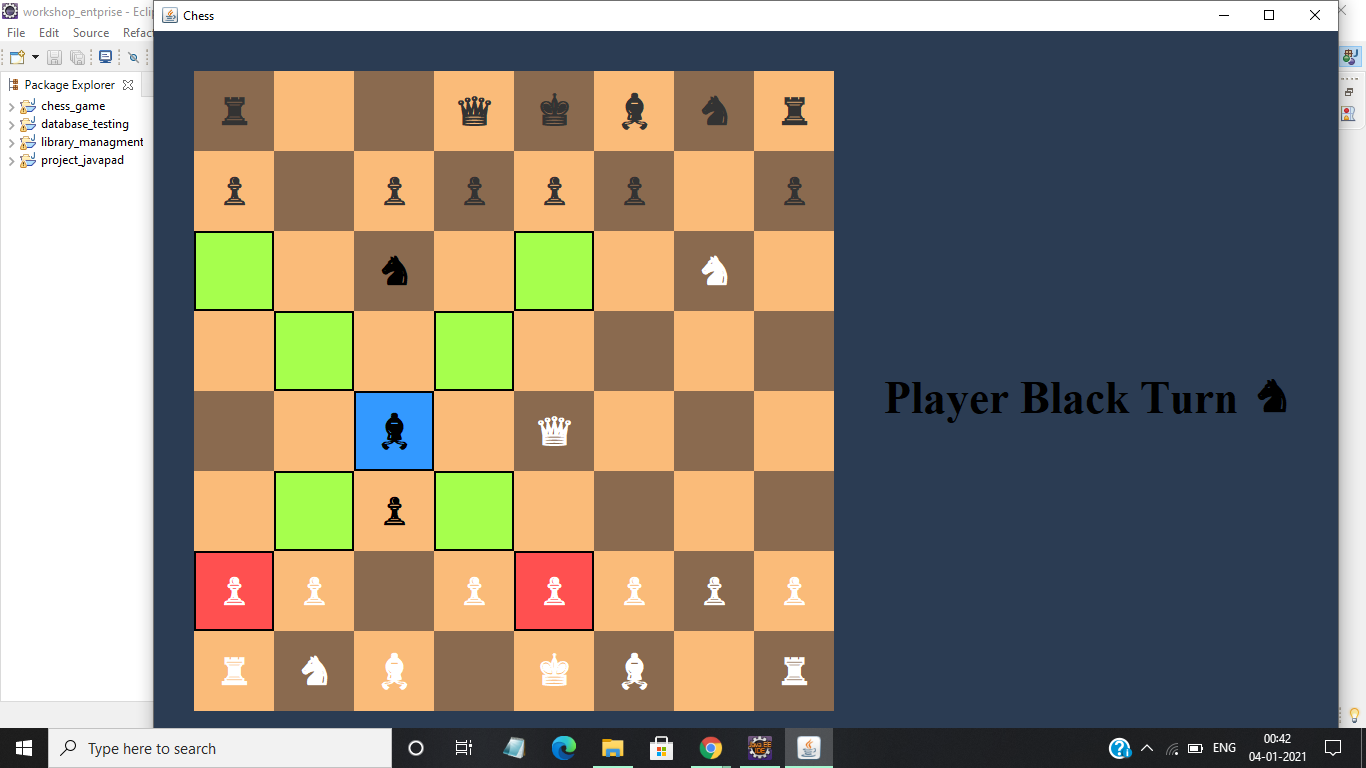 workshop_entprise - Eclip
Chess
File Edit Source Refact
Package Explorer
chess_game
database_testing
library_managment
project_javapad
Player Black Turn
Type here to search
ENG
00:42
04-01-2021